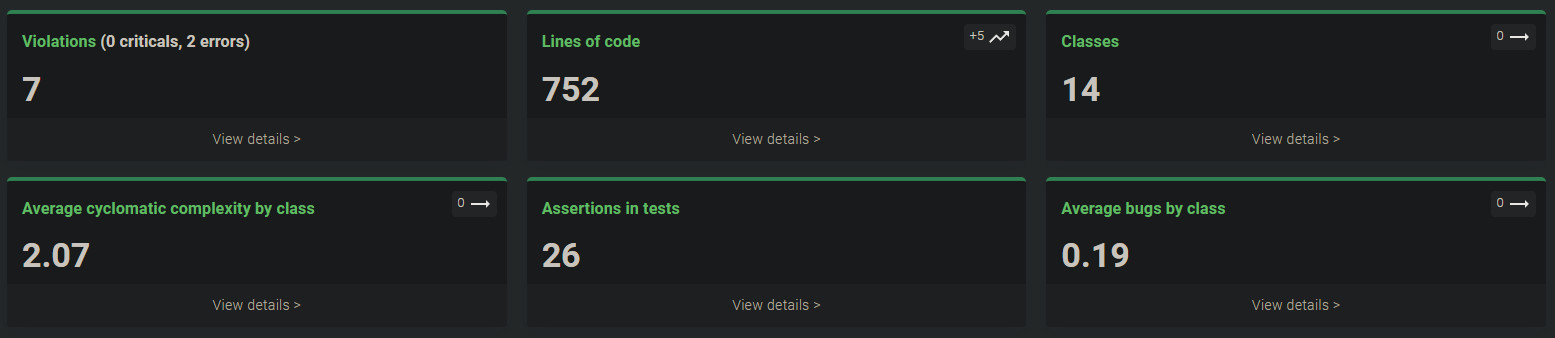 Violations (0 criticals, 2 errors)
7
View details >
Lines of code
+5
752
View details >
Classes
0
14
View details >
Average cyclomatic complexity by class
0
2.07
View details >
Assertions in tests
26
View details >
Average bugs by class
0
0.19
View details >